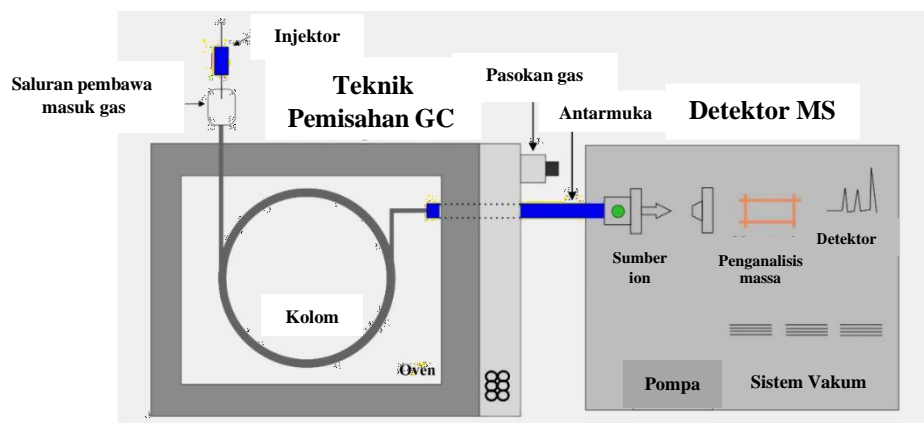 Injektor
Saluran pembawa
masuk gas
Teknik
Pemisahan GC
Pasokan gas
Antarmuka
Detektor MS
Sumber
ion
Penganalisis
massa
Detektor
Kolom
Oven
Pompa
Sistem Vakum